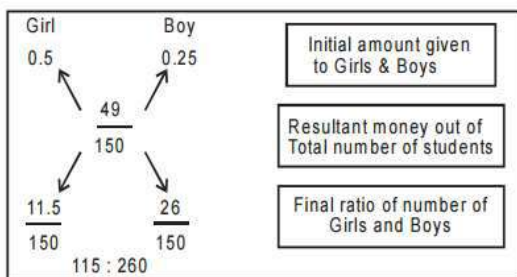 Girl Boy
0.5 0.25
49
150
11.5 26
150 150
115 : 260
Initial amount given
to Girls & Boys
Resultant money out of
Total number of students
Final ratio of number of
Girls and Boys